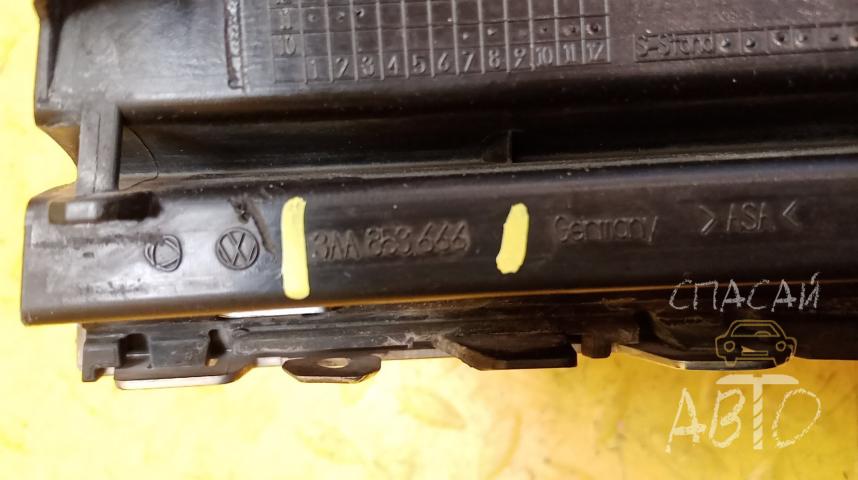 10
1 2 3 4 5 6 7 8 9 10 11 12
S-Stand
3AA 853.666
Germany
>ASA<
СПАСАЙ
АВТО